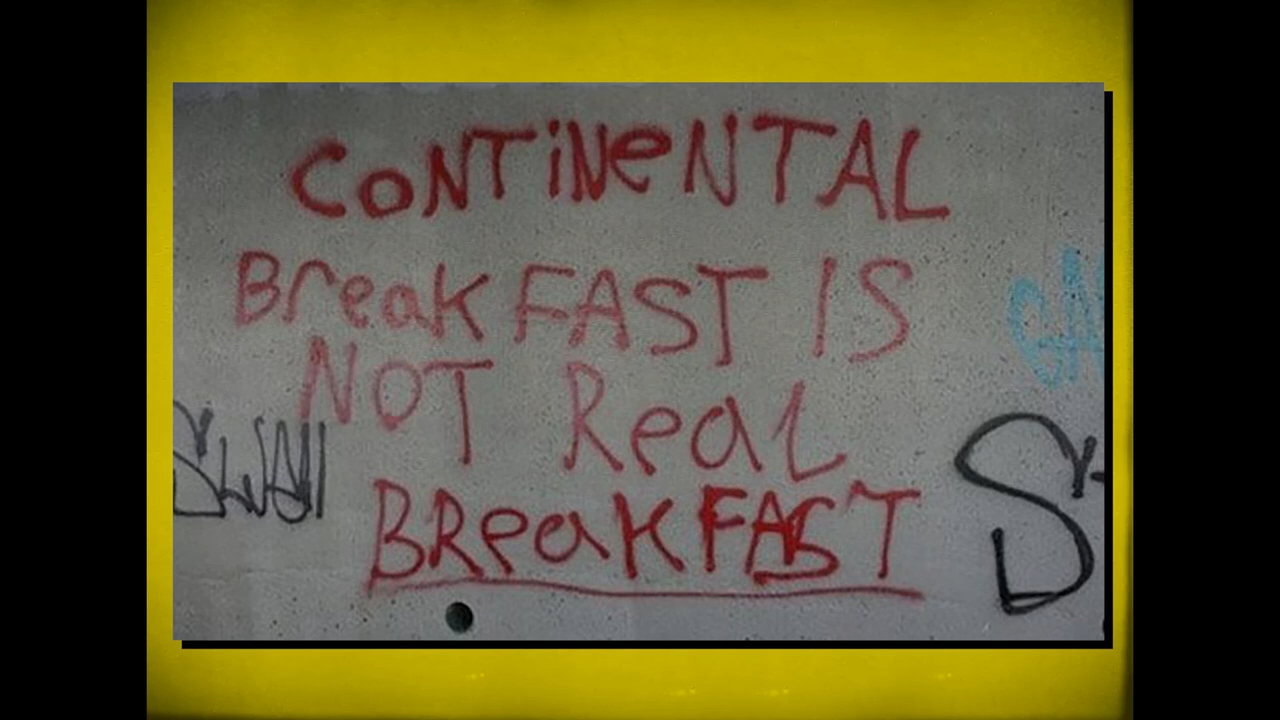 CONTiNeNTAL
BreaKFAST IS
NOT ReaL
BReaKFAST